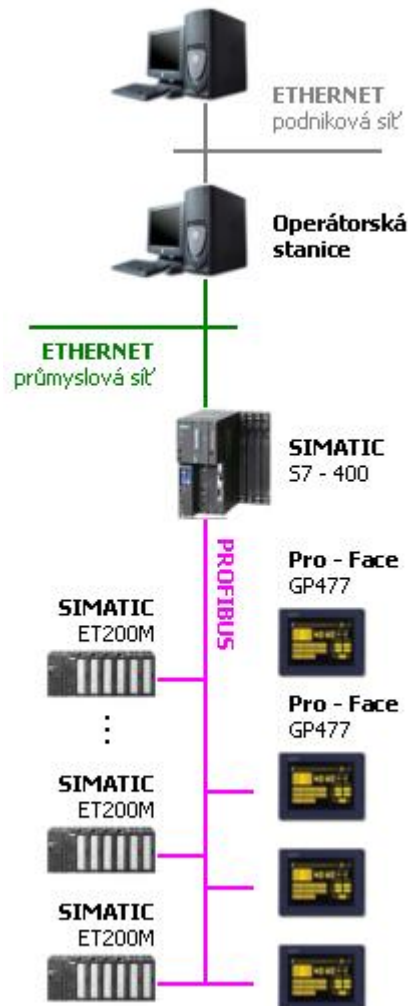 ETHERNET
podniková síť
Operátorská
stanice
ETHERNET
průmyslová síť
SIMATIC
S7 - 400
PROFIBUS
Pro - Face
GP477
SIMATIC
ET200M
Pro - Face
GP477
SIMATIC
ET200M
SIMATIC
ET200M